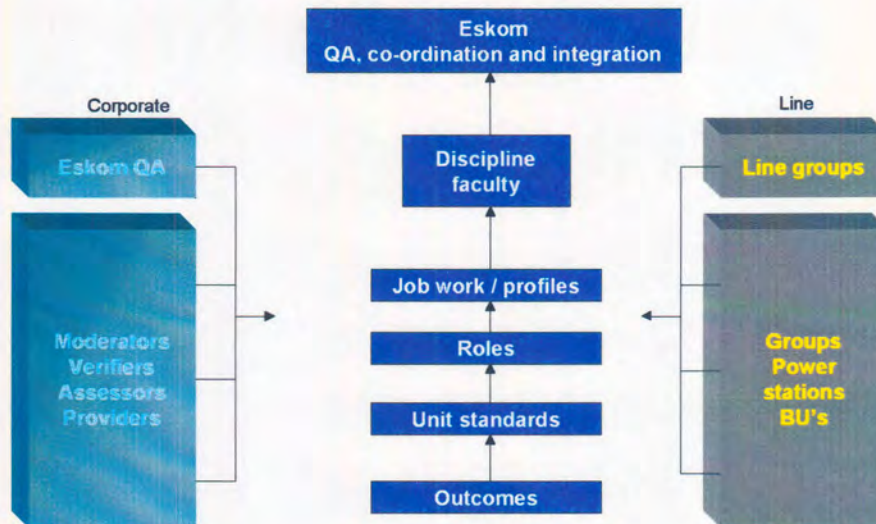 Eskom
QA, co-ordination and integration
Corporate
Line
Eskom QA
Discipline
faculty
Line groups
Job work / profiles
Moderators
Verifiers
Assessors
Providers
Roles
Unit standards
Outcomes
Groups
Power
stations
BU's